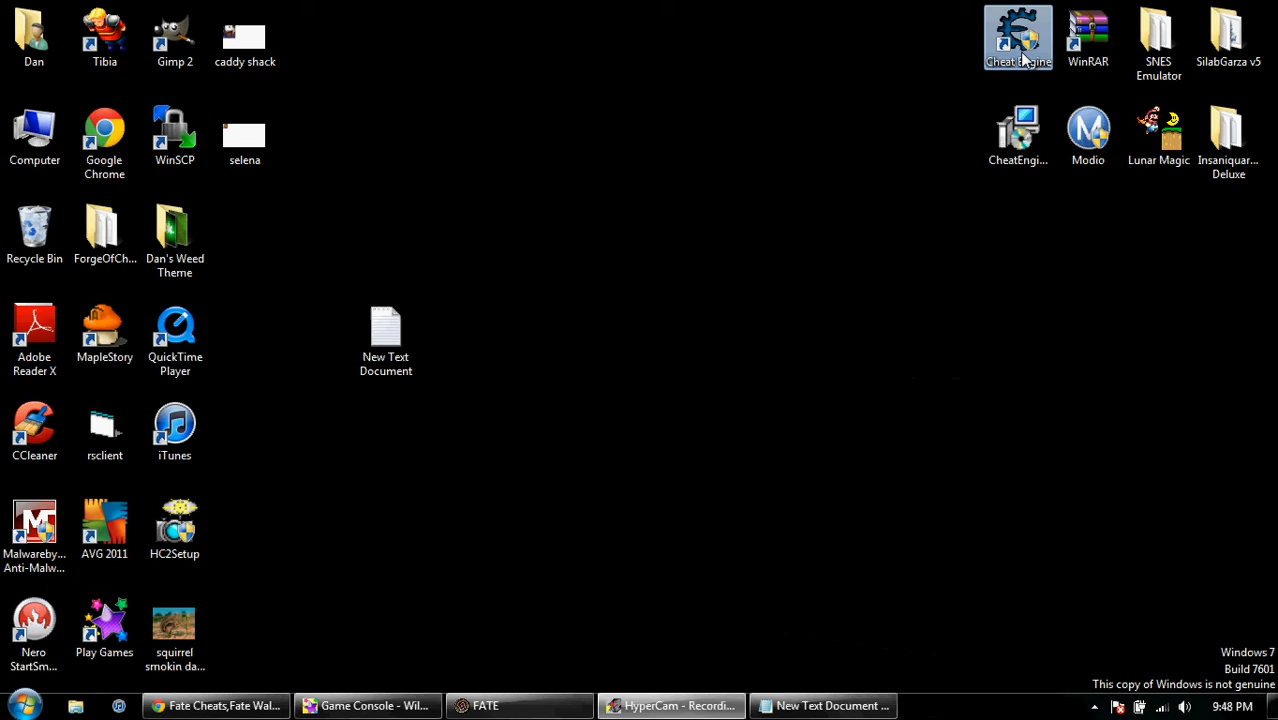 Dan
Tibia
Gimp 2
caddy shack
Cheat Engine
WinRAR
SNES
Emulator
SilabGarza v5
Computer
Google
Chrome
WinSCP
selena
CheatEngi...
Modio
Lunar Magic
Insaniquar...
Deluxe
Recycle Bin
ForgeOfCh...
Dan's Weed
Theme
Adobe
Reader X
MapleStory
QuickTime
Player
New Text
Document
CCleaner
rsclient
iTunes
Malwareby...
Anti-Malw...
AVG 2011
HC2Setup
Nero
StartSm...
Play Games
squirrel
smokin da...
Windows 7
Build 7601
This copy of Windows is not genuine
Fate Cheats,Fate Wal...
Game Console - Wil...
FATE
HyperCam - Recordi...
New Text Document ...
9:48 PM